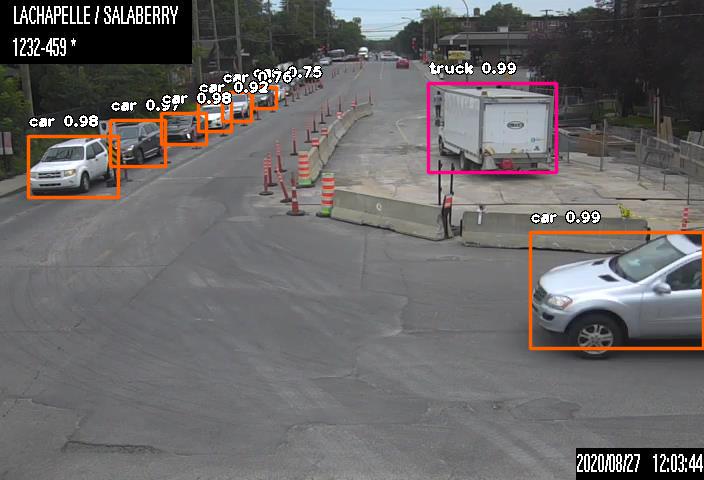 LACHAPELLE / SALABERRY
1232-459 *
car 0.75
car 0.76
car 0.92
car 0.98
car 0.97
car 0.98
truck 0.99
car 0.99
2020/08/27 12:03:44